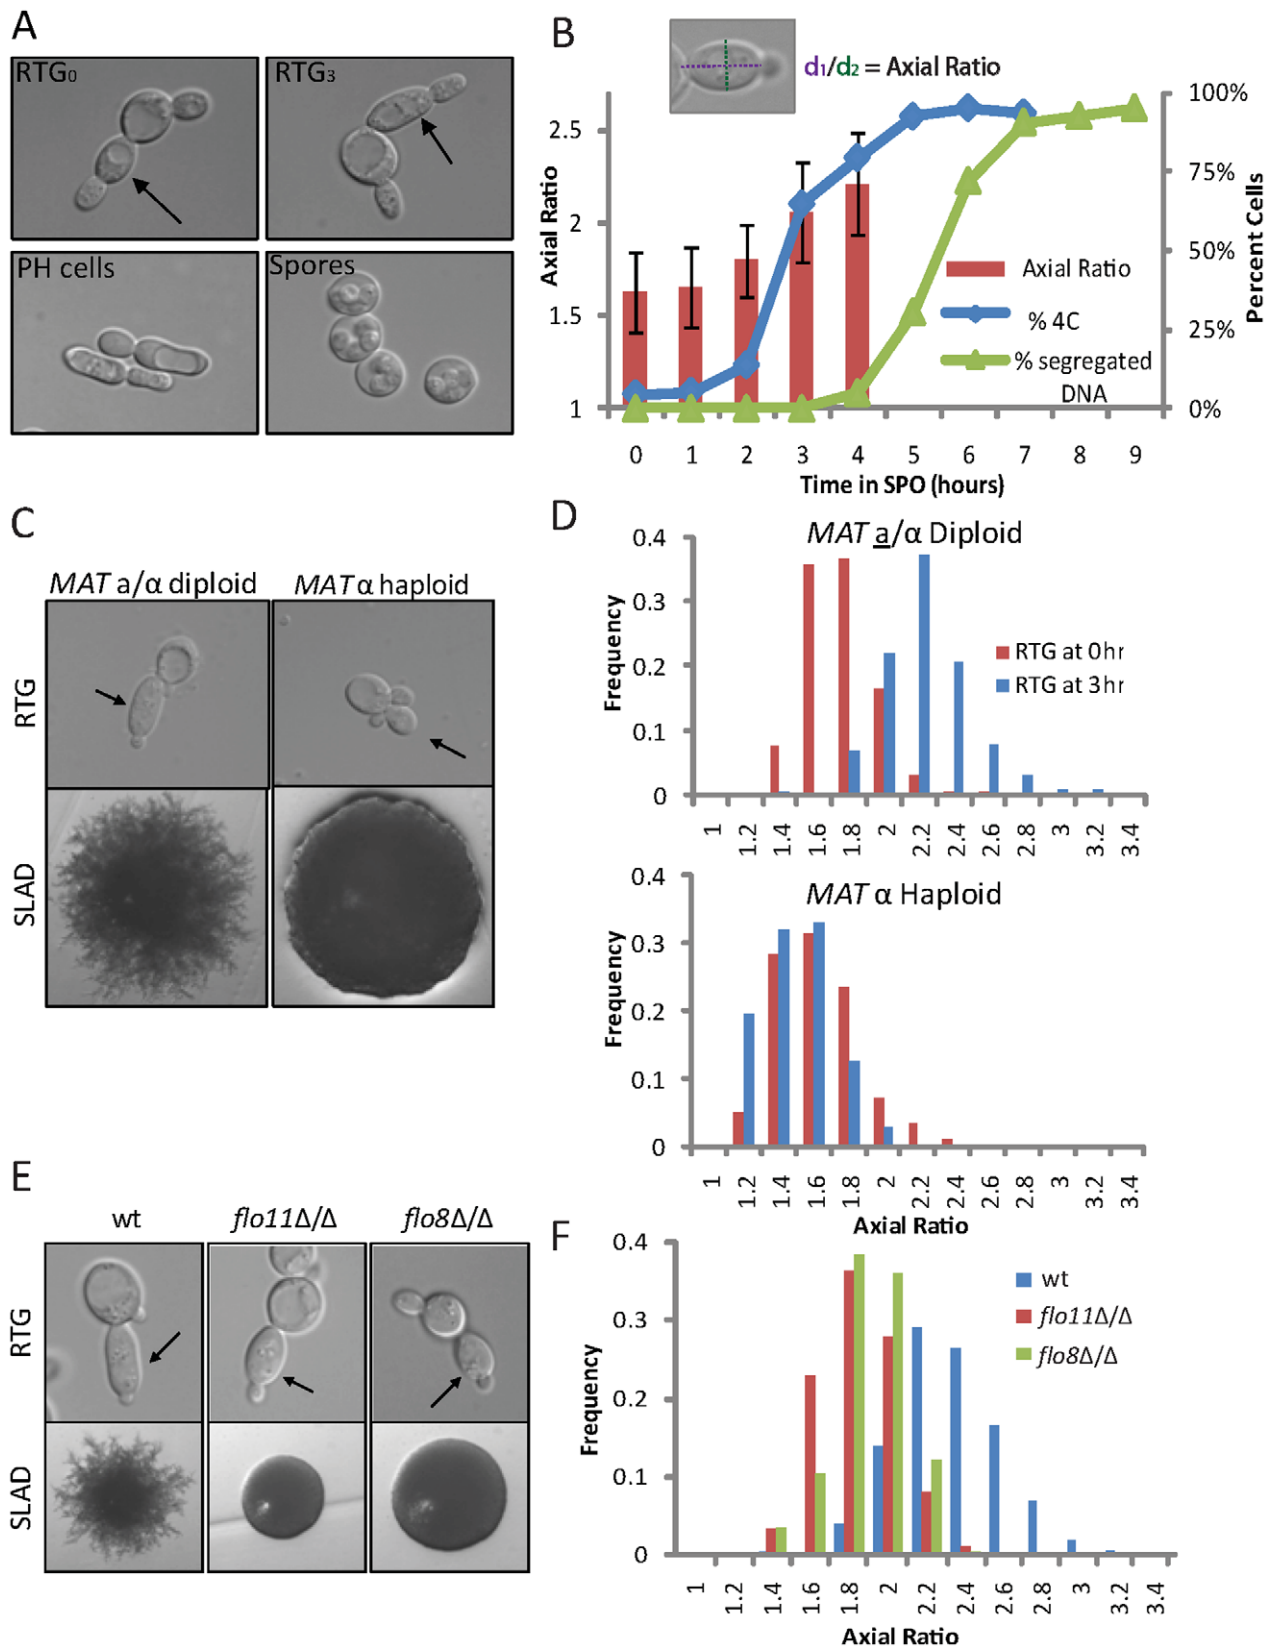 A
RTG0
RTG3
PH cells
Spores
B
d1/d2 = Axial Ratio
Axial Ratio
2.5
2
1.5
1
100%
75%
50%
25%
0%
Percent Cells
Axial Ratio
% 4C
% segregated
DNA
0 1 2 3 4 5 6 7 8 9
Time in SPO (hours)
C
MAT a/α diploid
MAT α haploid
RTG
SLAD
D
MAT a/α Diploid
Frequency
0.4
0.3
0.2
0.1
0
RTG at 0hr
RTG at 3hr
1 1.2 1.4 1.6 1.8 2 2.2 2.4 2.6 2.8 3 3.2 3.4
MAT α Haploid
Frequency
0.4
0.3
0.2
0.1
0
1 1.2 1.4 1.6 1.8 2 2.2 2.4 2.6 2.8 3 3.2 3.4
Axial Ratio
E
wt
flo11Δ/Δ
flo8Δ/Δ
RTG
SLAD
F
Frequency
0.4
0.3
0.2
0.1
0
wt
flo11Δ/Δ
flo8Δ/Δ
1 1.2 1.4 1.6 1.8 2 2.2 2.4 2.6 2.8 3 3.2 3.4
Axial Ratio